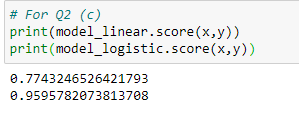 # For Q2 (c)
print(model_linear.score(x,y))
print(model_logistic.score(x,y))
0.7743246526421793
0.9595782073813708